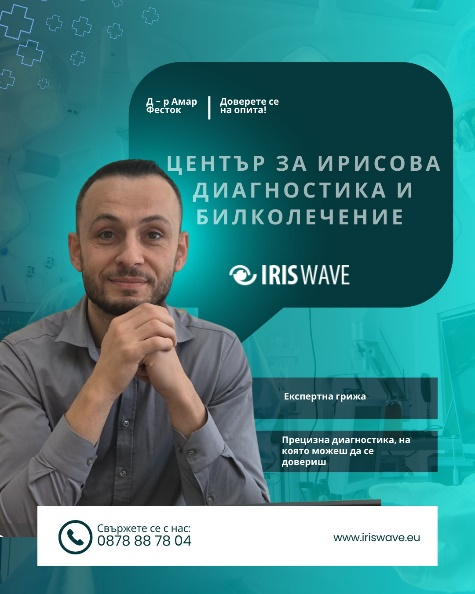 Д – р Амар
Фесток
Доверете се
на опита!
ЦЕНТЪР ЗА ИРИСОВА
ДИАГНОСТИКА И
БИЛКОЛЕЧЕНИЕ
IRISWAVE
Експертна грижа
Прецизна диагностика, на
която можеш да се
довериш
Свържете се с нас:
0878 88 78 04
www.iriswave.eu